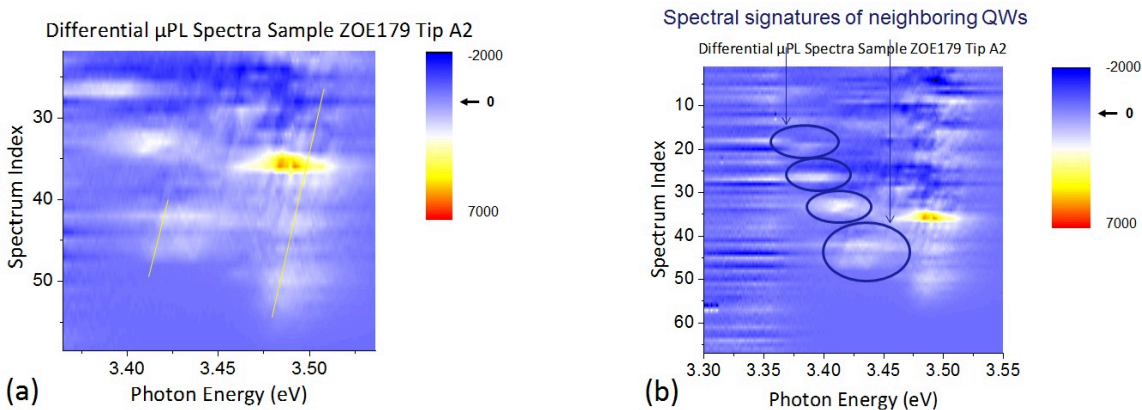 Differential μPL Spectra Sample ZOE179 Tip A2
-2000
0
7000
30
40
50
Spectrum Index
3.40
3.45
3.50
Photon Energy (eV)
(a)
Spectral signatures of neighboring QWs
Differential μPL Spectra Sample ZOE179 Tip A2
-2000
0
7000
10
20
30
40
50
60
Spectrum Index
3.30
3.35
3.40
3.45
3.50
3.55
Photon Energy (eV)
(b)